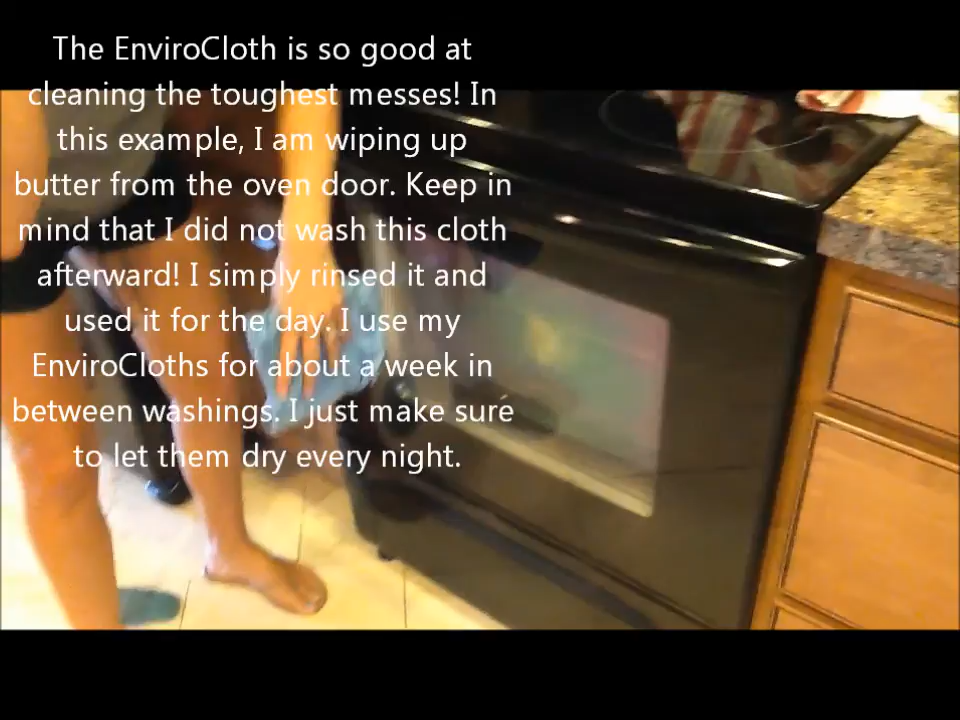 The EnviroCloth is so good at
cleaning the toughest messes! In
this example, I am wiping up
butter from the oven door. Keep in
mind that I did not wash this cloth
afterward! I simply rinsed it and
used it for the day. I use my
EnviroCloths for about a week in
between washings. I just make sure
to let them dry every night.